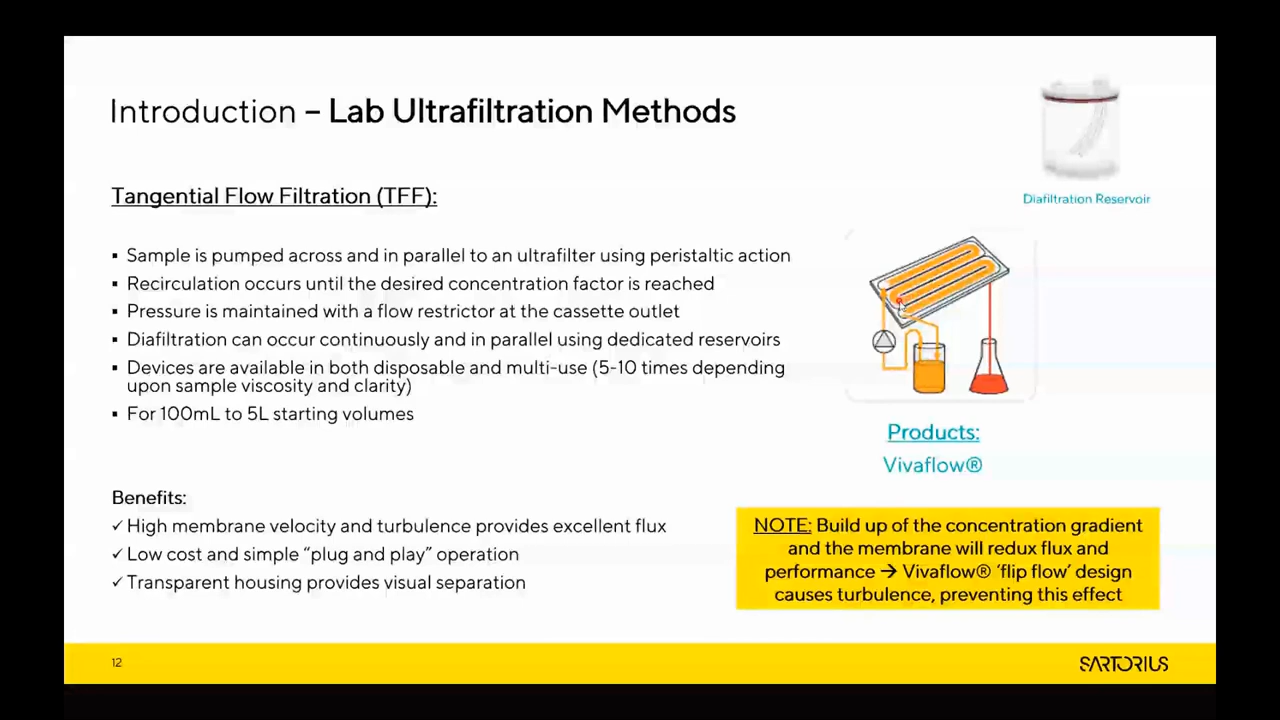 Introduction – Lab Ultrafiltration Methods
Diafiltration Reservoir
Tangential Flow Filtration (TFF):
▪ Sample is pumped across and in parallel to an ultrafilter using peristaltic action
▪ Recirculation occurs until the desired concentration factor is reached
▪ Pressure is maintained with a flow restrictor at the cassette outlet
▪ Diafiltration can occur continuously and in parallel using dedicated reservoirs
▪ Devices are available in both disposable and multi-use (5-10 times depending
upon sample viscosity and clarity)
▪ For 100mL to 5L starting volumes
Products:
Vivaflow®
Benefits:
✓ High membrane velocity and turbulence provides excellent flux
✓ Low cost and simple “plug and play” operation
✓ Transparent housing provides visual separation
NOTE: Build up of the concentration gradient
and the membrane will redux flux and
performance → Vivaflow® ‘flip flow’ design
causes turbulence, preventing this effect
12
SARTORIUS